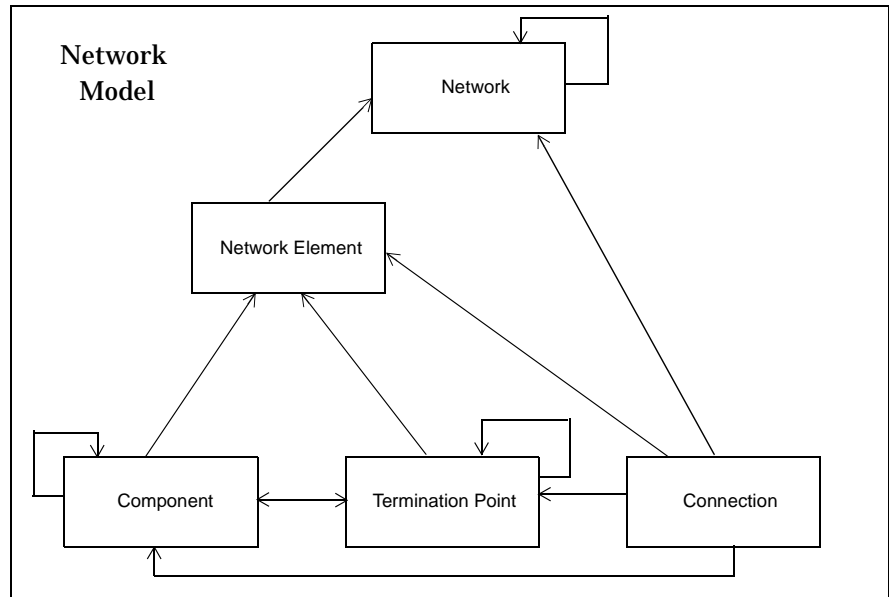 Network
Model
Network
Network Element
Component
Termination Point
Connection